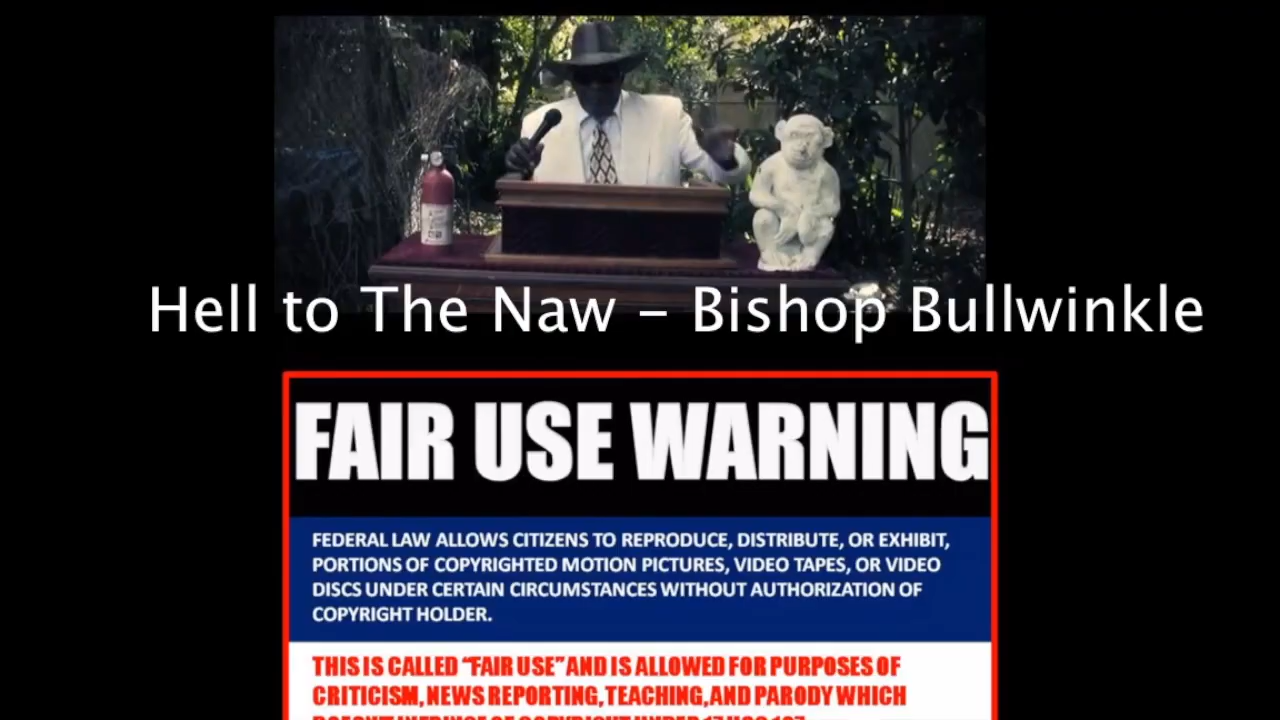 Hell to The Naw – Bishop Bullwinkle
FAIR USE WARNING
FEDERAL LAW ALLOWS CITIZENS TO REPRODUCE, DISTRIBUTE, OR EXHIBIT,
PORTIONS OF COPYRIGHTED MOTION PICTURES, VIDEO TAPES, OR VIDEO
DISCS UNDER CERTAIN CIRCUMSTANCES WITHOUT AUTHORIZATION OF
COPYRIGHT HOLDER.
THIS IS CALLED “FAIR USE” AND IS ALLOWED FOR PURPOSES OF
CRITICISM, NEWS REPORTING, TEACHING, AND PARODY WHICH